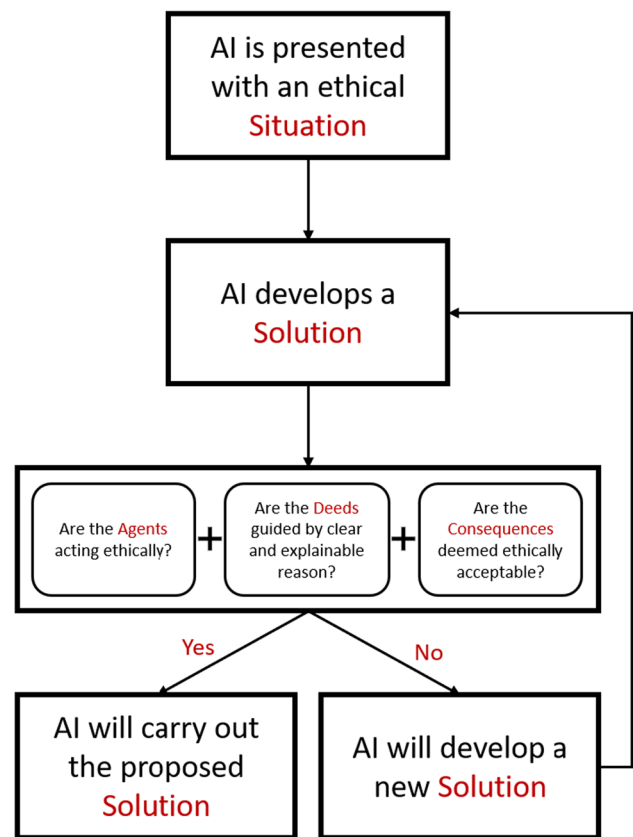 AI is presented
with an ethical
Situation
AI develops a
Solution
Are the Agents
acting ethically?
+
Are the Deeds
guided by clear
and explainable
reason?
+
Are the
Consequences
deemed ethically
acceptable?
Yes
No
AI will carry out
the proposed
Solution
AI will develop a
new Solution